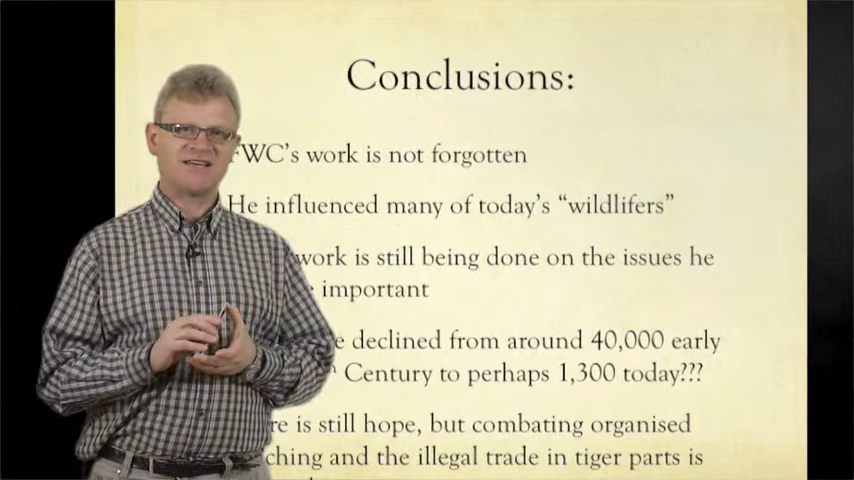 Conclusions:
WC's work is not forgotten
He influenced many of today's “wildlifers”
work is still being done on the issues he
important
declined from around 40,000 early
Century to perhaps 1,300 today???
is still hope, but combating organised
and the illegal trade in tiger parts is